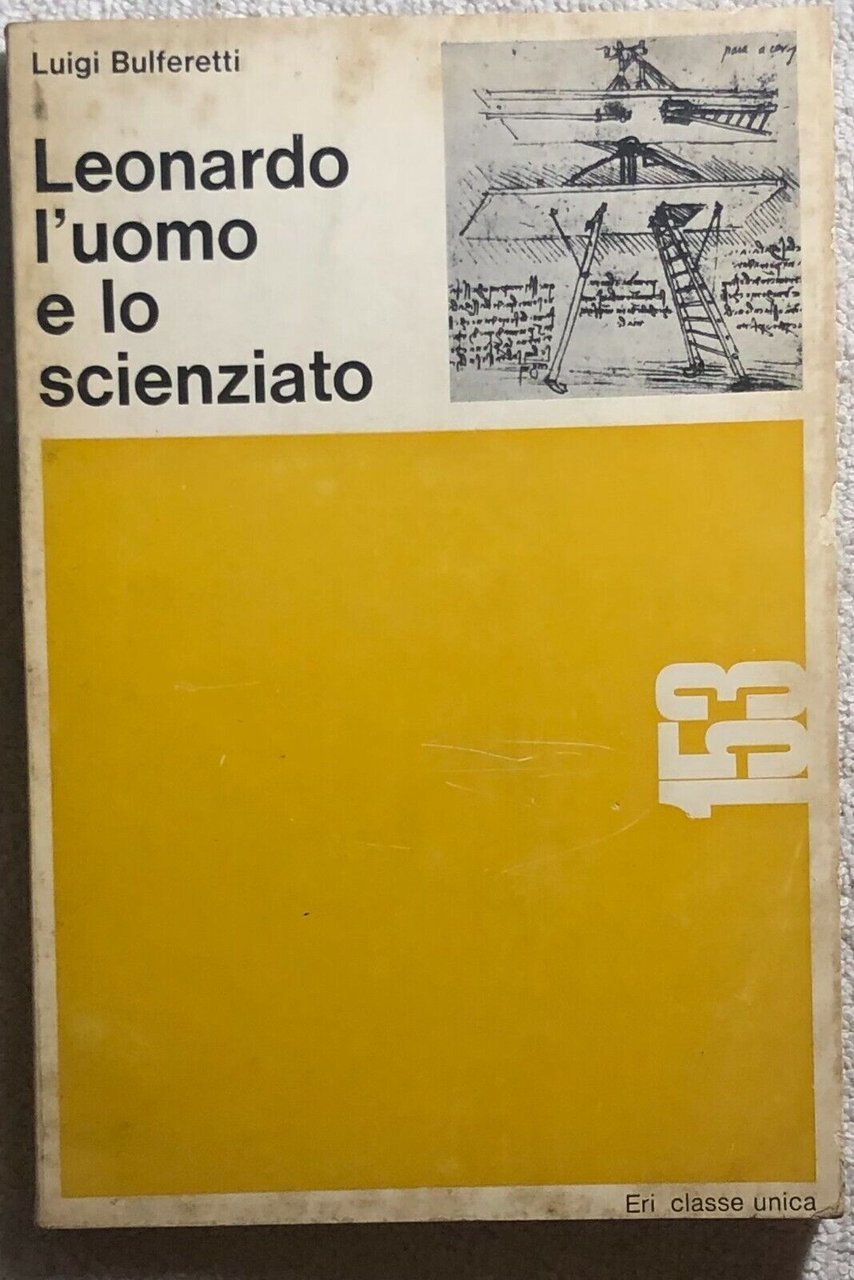 Luigi Bulferetti
Leonardo
l'uomo
e lo
scienziato
153
Eri classe unica